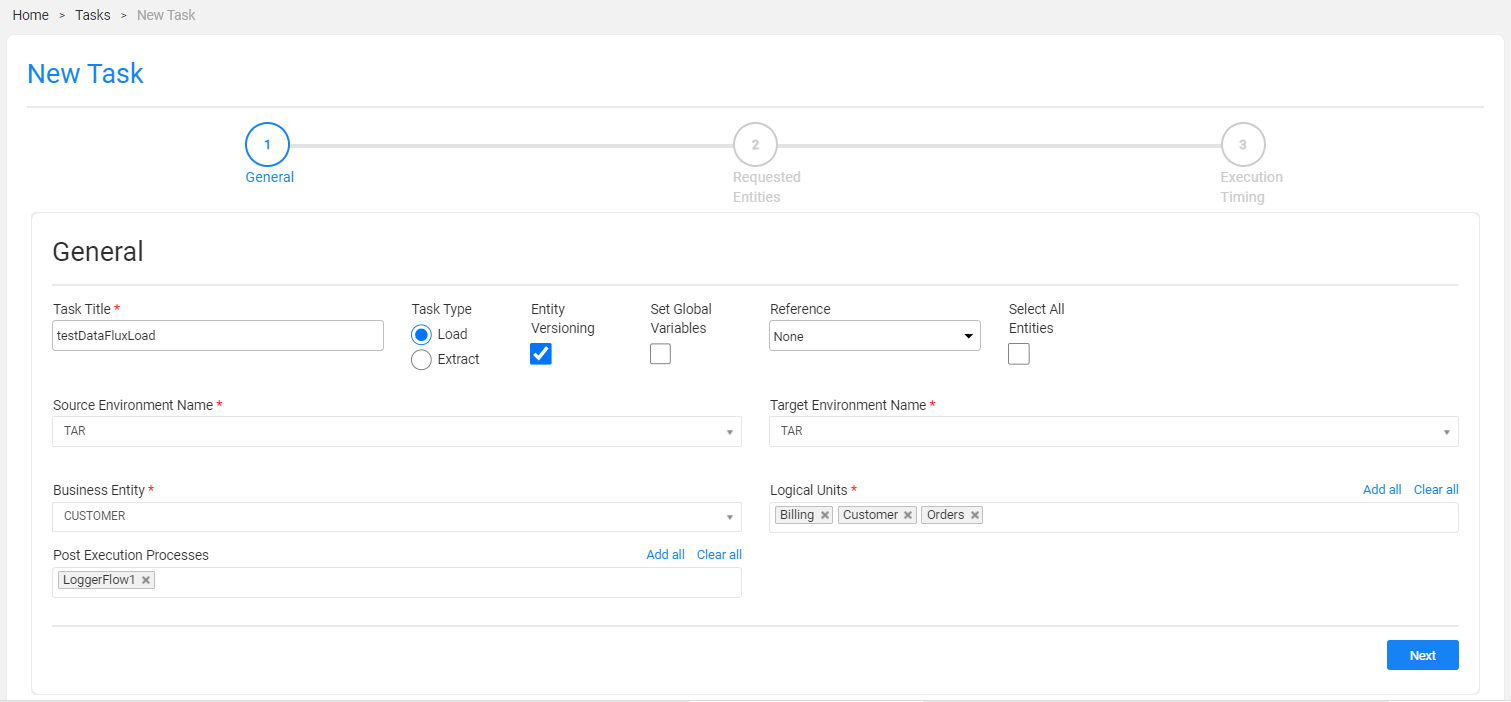 Home > Tasks > New Task
New Task
1
2
3
General
Requested
Entities
Execution
Timing
General
Task Title *
testDataFluxLoad
Task Type
Load
Extract
Entity
Versioning
Set Global
Variables
Reference
None
Select All
Entities
Source Environment Name *
TAR
Target Environment Name *
TAR
Business Entity *
CUSTOMER
Logical Units *
Add all Clear all
Billing × Customer × Orders ×
Post Execution Processes
Add all Clear all
LoggerFlow1 ×
Next